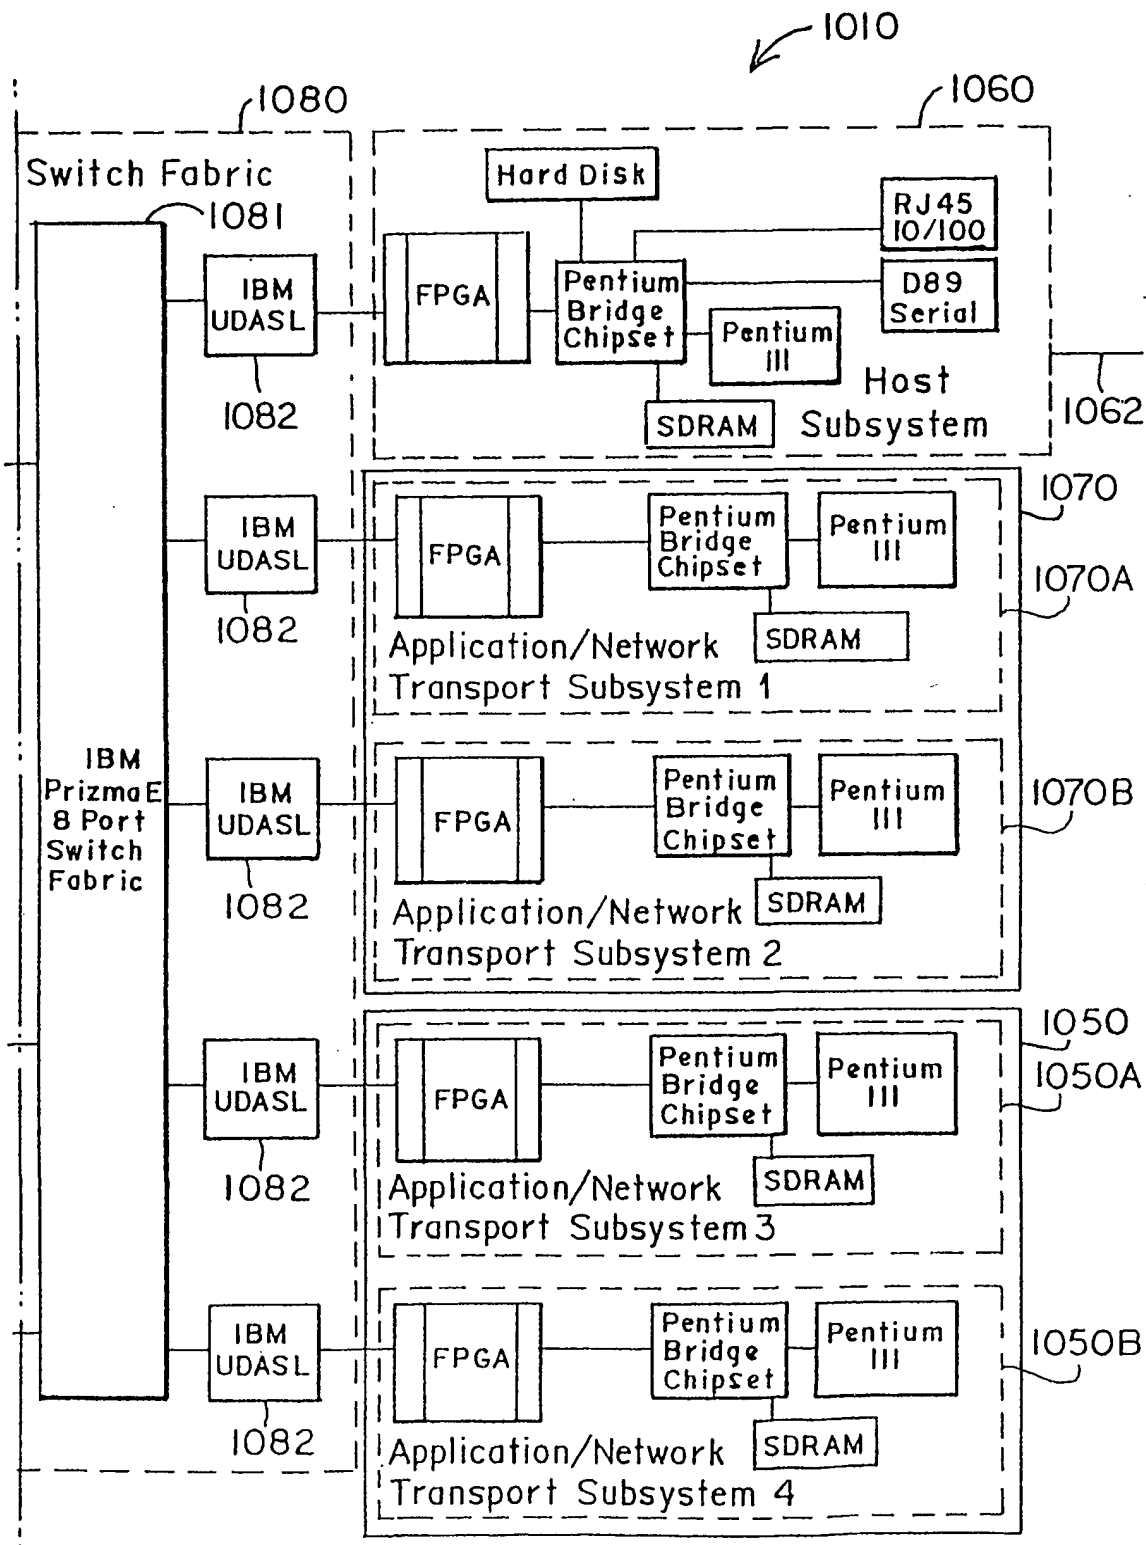 1010
1080
1060
Switch Fabric
1081
Hard Disk
RJ45
10/100
IBM
UDASL
FPGA
Pentium
Bridge
Chipset
D89
Serial
Pentium
III
Host
Subsystem
SDRAM
1082
1062
1070
IBM
UDASL
FPGA
Pentium
Bridge
Chipset
Pentium
III
1070A
1082
SDRAM
Application/Network
Transport Subsystem 1
IBM
PrizmaE
8 Port
Switch
Fabric
IBM
UDASL
FPGA
Pentium
Bridge
Chipset
Pentium
III
1070B
1082
SDRAM
Application/Network
Transport Subsystem 2
1050
IBM
UDASL
FPGA
Pentium
Bridge
Chipset
Pentium
III
1050A
1082
SDRAM
Application/Network
Transport Subsystem 3
IBM
UDASL
FPGA
Pentium
Bridge
Chipset
Pentium
III
1050B
1082
SDRAM
Application/Network
Transport Subsystem 4